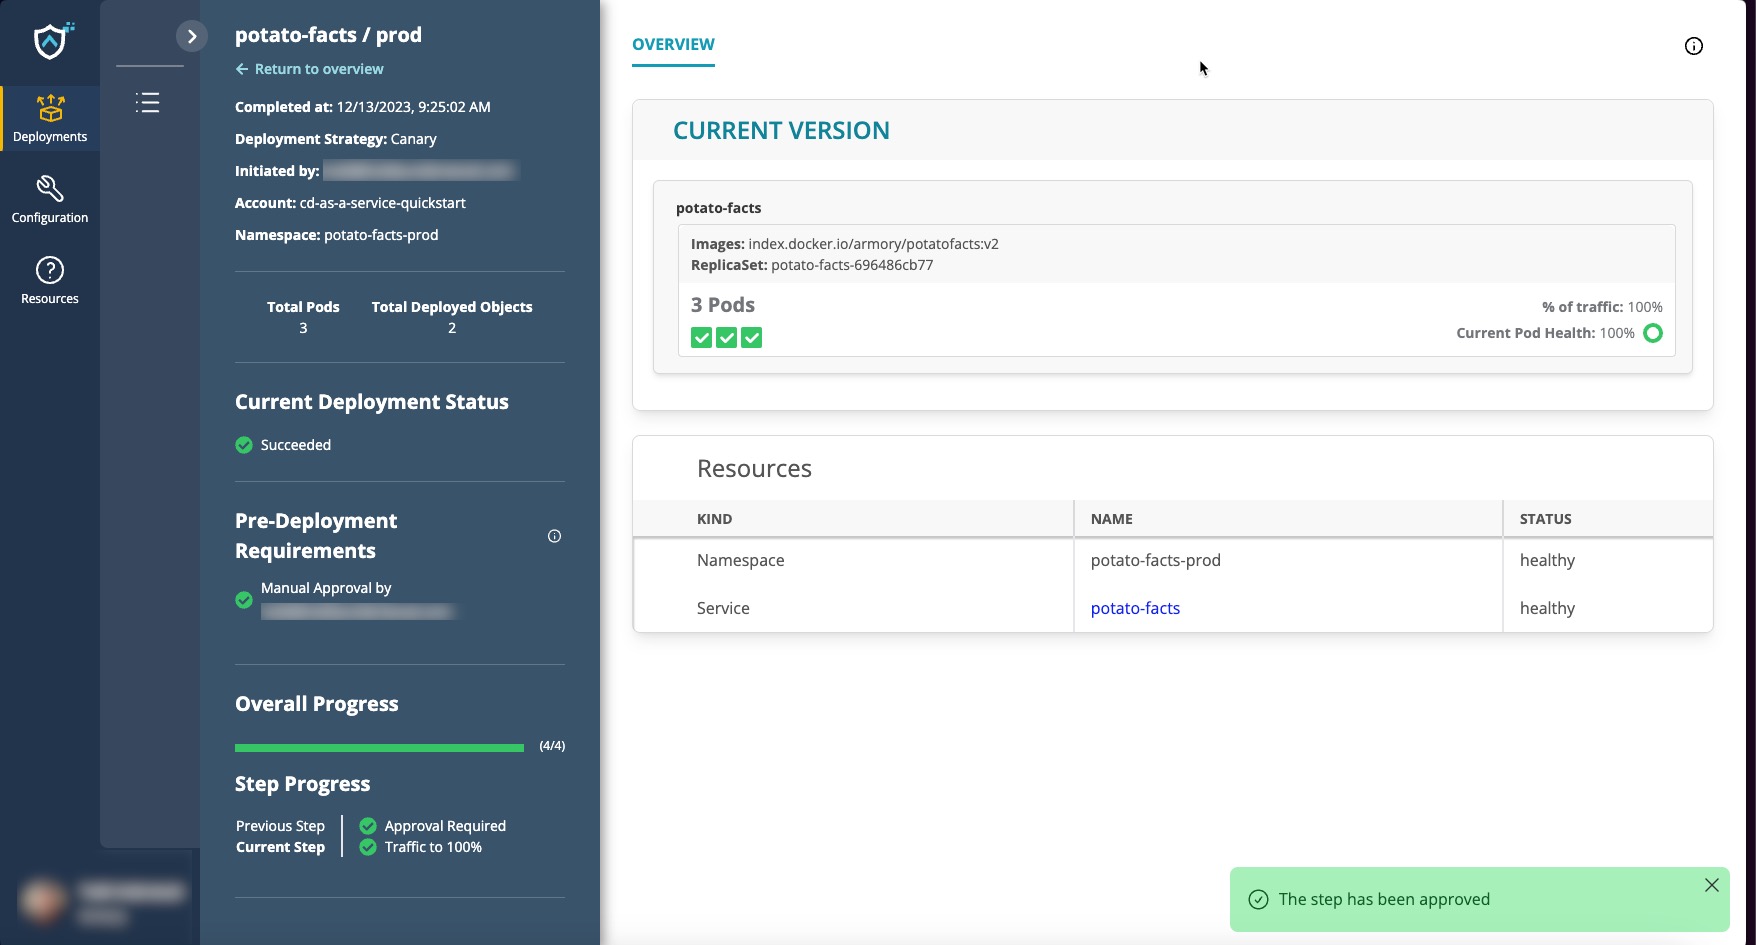 Deployments
Configuration
Resources
potato-facts / prod
Return to overview
Completed at: 12/13/2023, 9:25:02 AM
Deployment Strategy: Canary
Initiated by:
Account: cd-as-a-service-quickstart
Namespace: potato-facts-prod
Total Pods Total Deployed Objects
3 2
Current Deployment Status
Succeeded
Pre-Deployment
Requirements
Manual Approval by
Overall Progress
(4/4)
Step Progress
Previous Step Approval Required
Current Step Traffic to 100%
OVERVIEW
CURRENT VERSION
potato-facts
Images: index.docker.io/armory/potatofacts:v2
ReplicaSet: potato-facts-696486cb77
3 Pods
% of traffic: 100%
Current Pod Health: 100%
Resources
KIND NAME STATUS
Namespace potato-facts-prod healthy
Service potato-facts healthy
The step has been approved